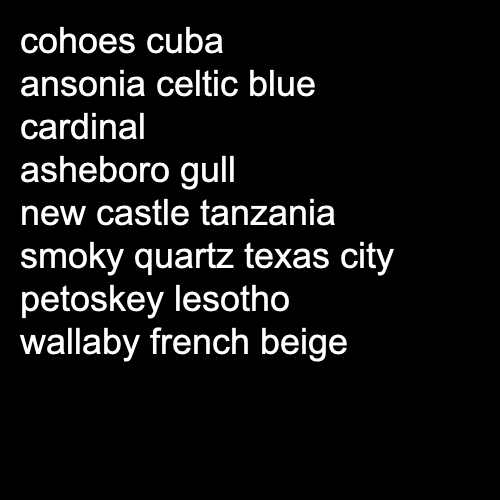 cohoes cuba
ansonia celtic blue
cardinal
asheboro gull
new castle tanzania
smoky quartz texas city
petoskey lesotho
wallaby french beige